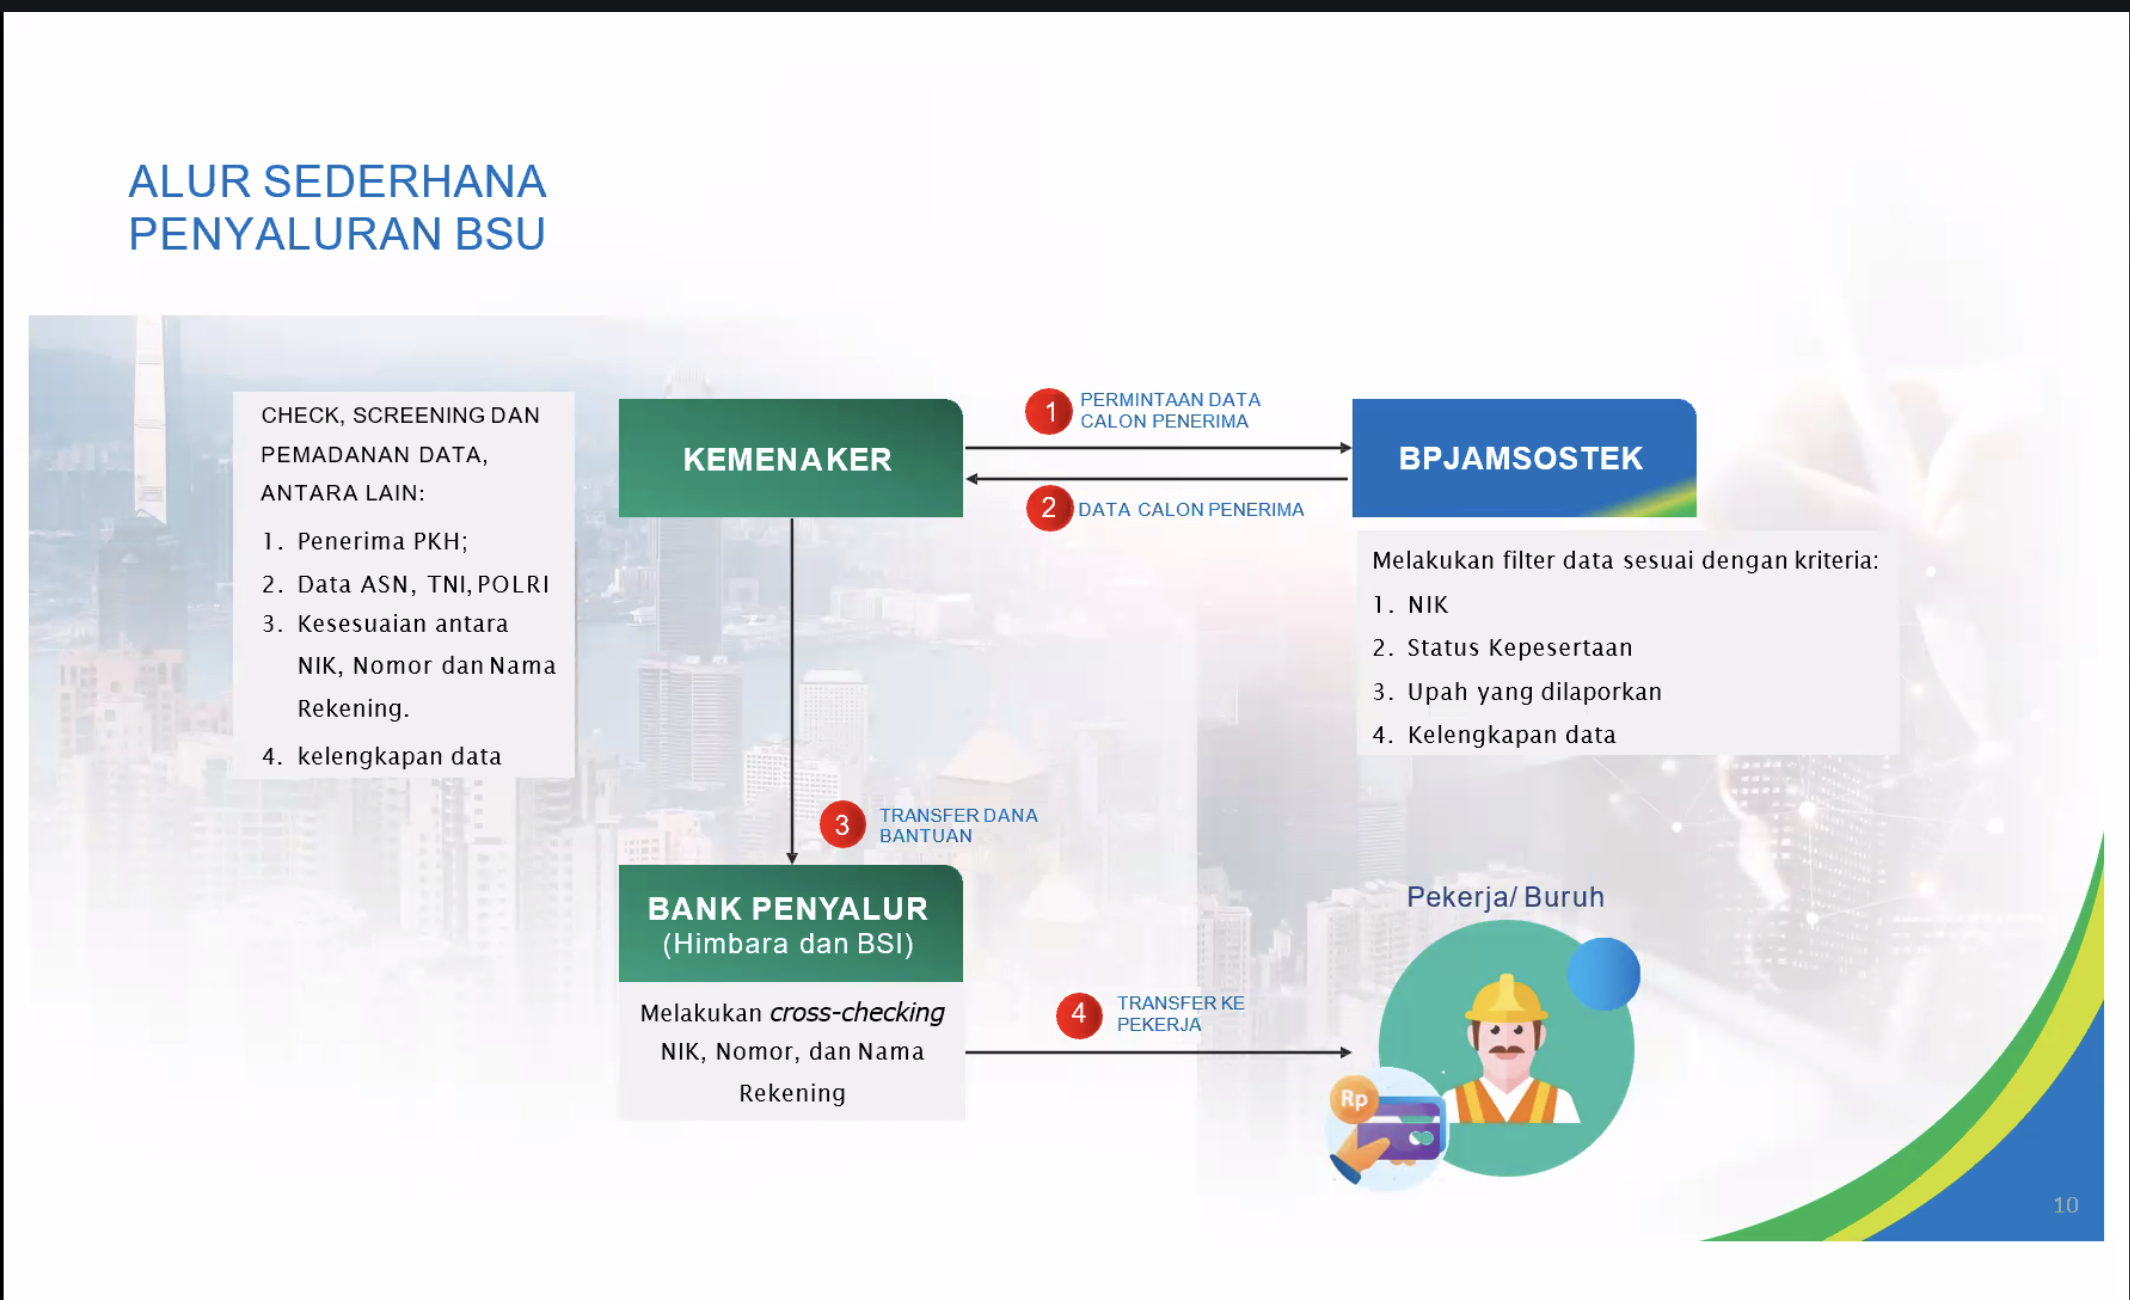 ALUR SEDERHANA
PENYALURAN BSU
CHECK, SCREENING DAN
PEMADANAN DATA,
ANTARA LAIN:
1. Penerima PKH;
2. Data ASN, TNI, POLRI
3. Kesesuaian antara
NIK, Nomor dan Nama
Rekening.
4. kelengkapan data
KEMENAKER
1
PERMINTAAN DATA
CALON PENERIMA
2
DATA CALON PENERIMA
BPJAMSOSTEK
Melakukan filter data sesuai dengan kriteria:
1. NIK
2. Status Kepesertaan
3. Upah yang dilaporkan
4. Kelengkapan data
3
TRANSFER DANA
BANTUAN
BANK PENYALUR
(Himbara dan BSI)
Melakukan cross-checking
NIK, Nomor, dan Nama
Rekening
4
TRANSFER KE
PEKERJA
Pekerja/ Buruh
Rp
10